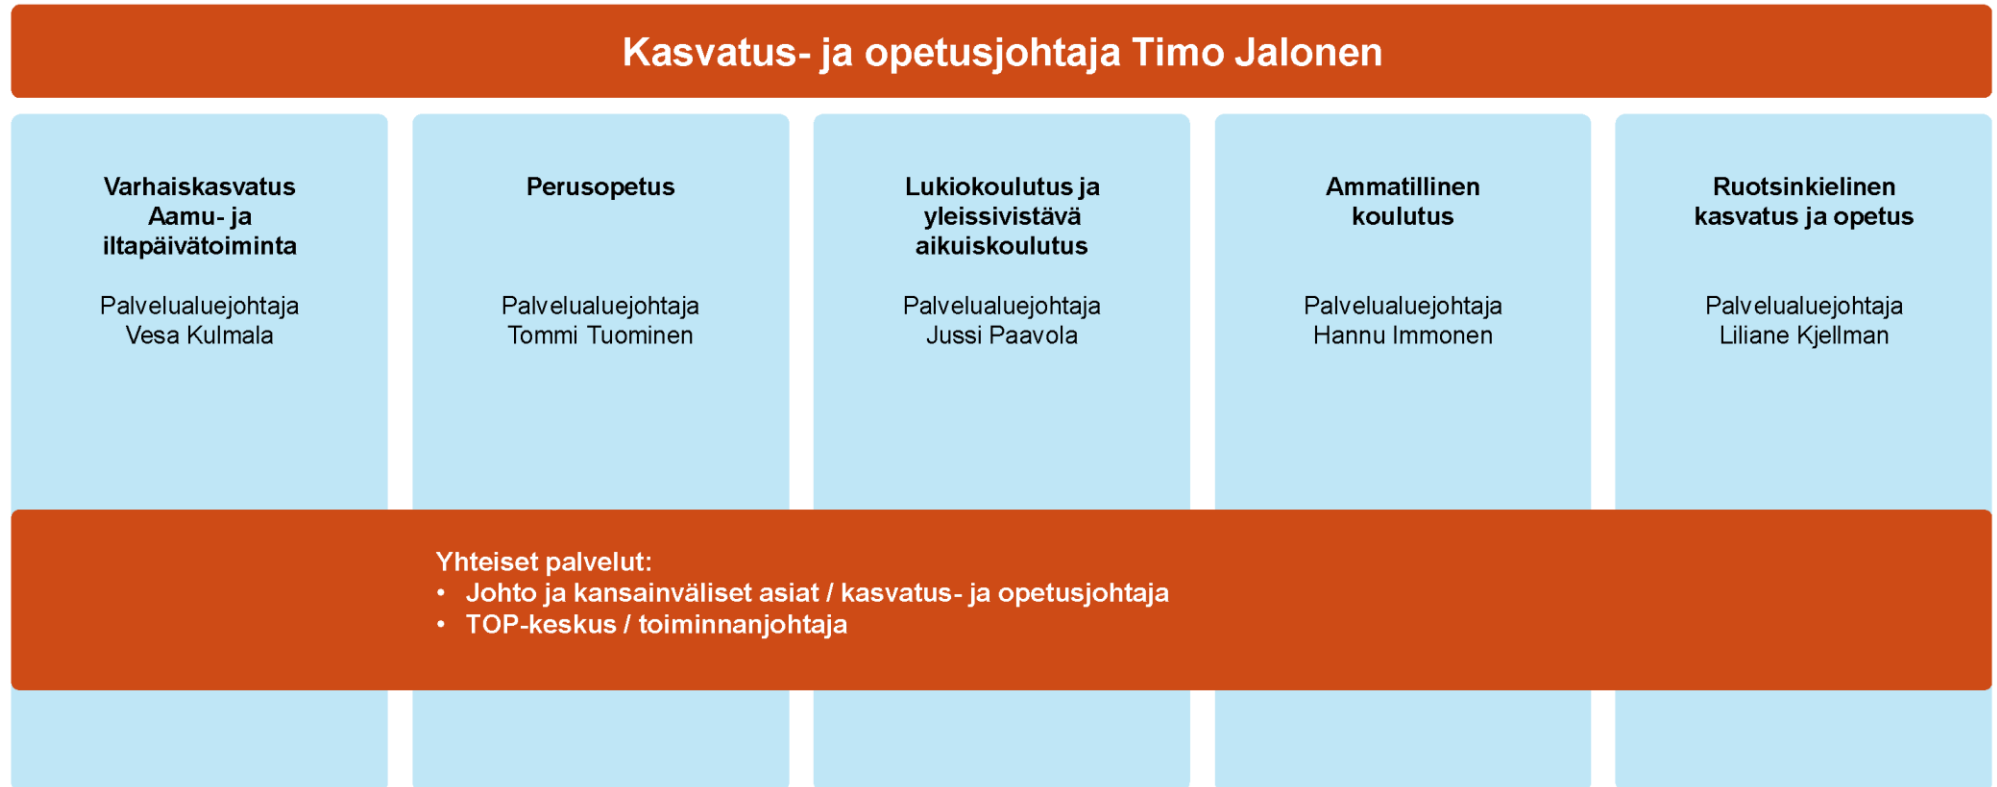 Kasvatus- ja opetusjohtaja Timo Jalonen
Varhaiskasvatus
Aamu- ja
iltapäivätoiminta
Palvelualuejohtaja
Vesa Kulmala
Perusopetus
Palvelualuejohtaja
Tommi Tuominen
Lukiokoulutus ja
yleissivistävä
aikuiskoulutus
Palvelualuejohtaja
Jussi Paavola
Ammatillinen
koulutus
Palvelualuejohtaja
Hannu Immonen
Ruotsinkielinen
kasvatus ja opetus
Palvelualuejohtaja
Liliane Kjellman
Yhteiset palvelut:
• Johto ja kansainväliset asiat / kasvatus- ja opetusjohtaja
• TOP-keskus / toiminnanjohtaja